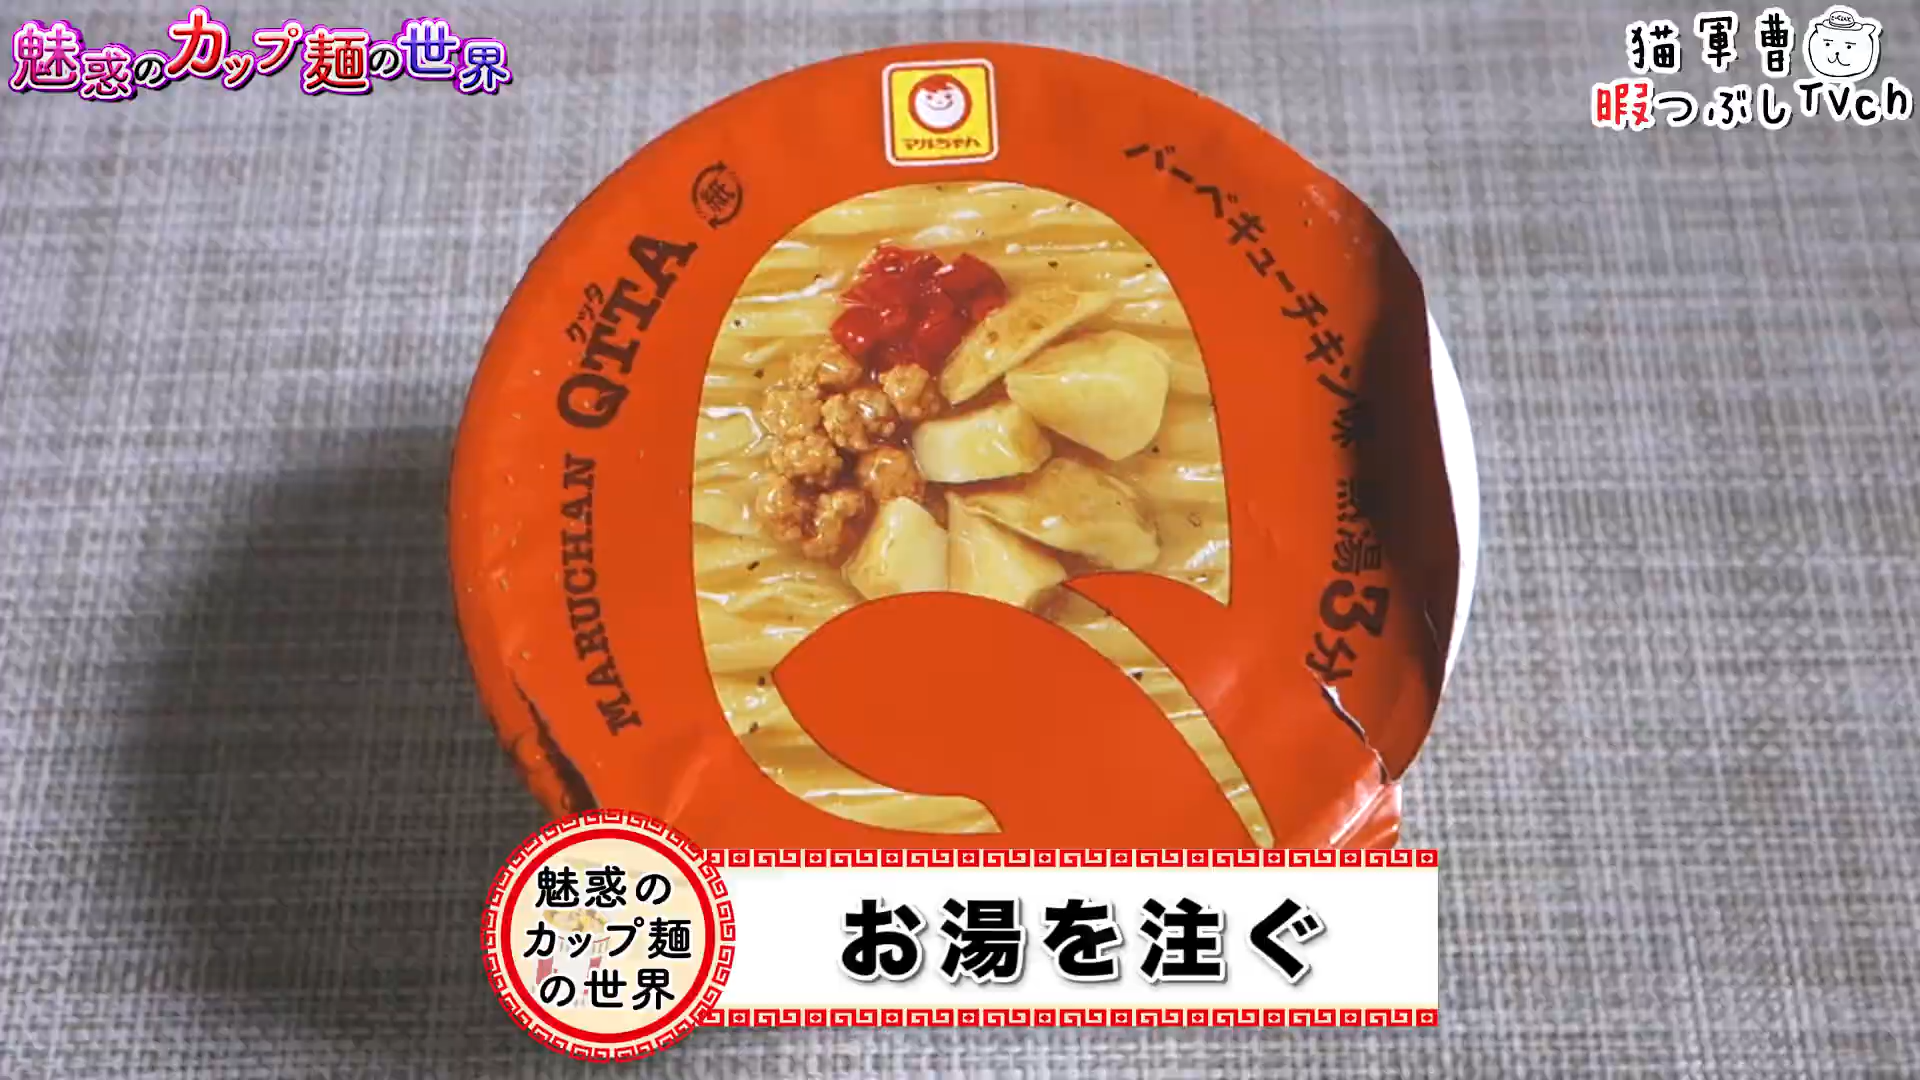 魅惑のカップ麺の世界
猫軍曹
暇つぶしTVch
マルちゃん
紙
クッタ
MARUCHAN QTTA
バーベキューチキン味 熱湯3分
魅惑の
カップ麺
の世界
お湯を注ぐ